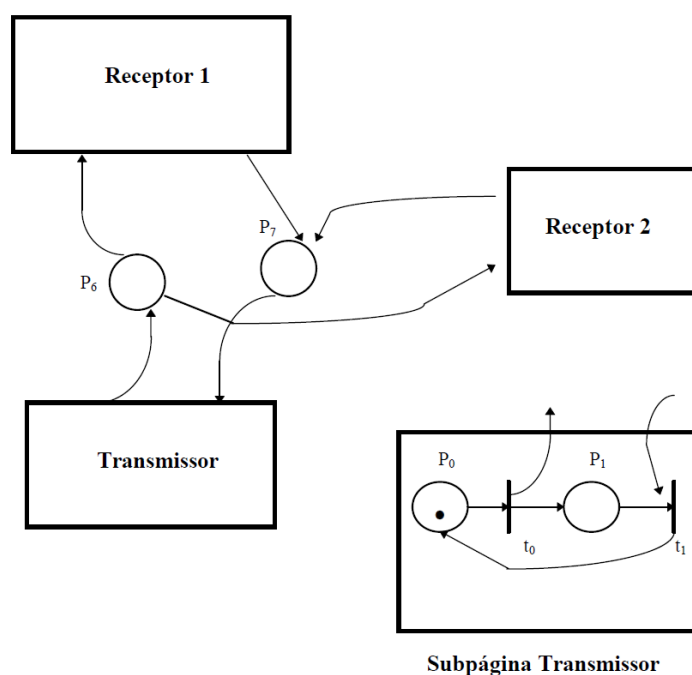 Receptor 1
P7
Receptor 2
P6
Transmissor
P0
P1
t0
t1
Subpágina Transmissor